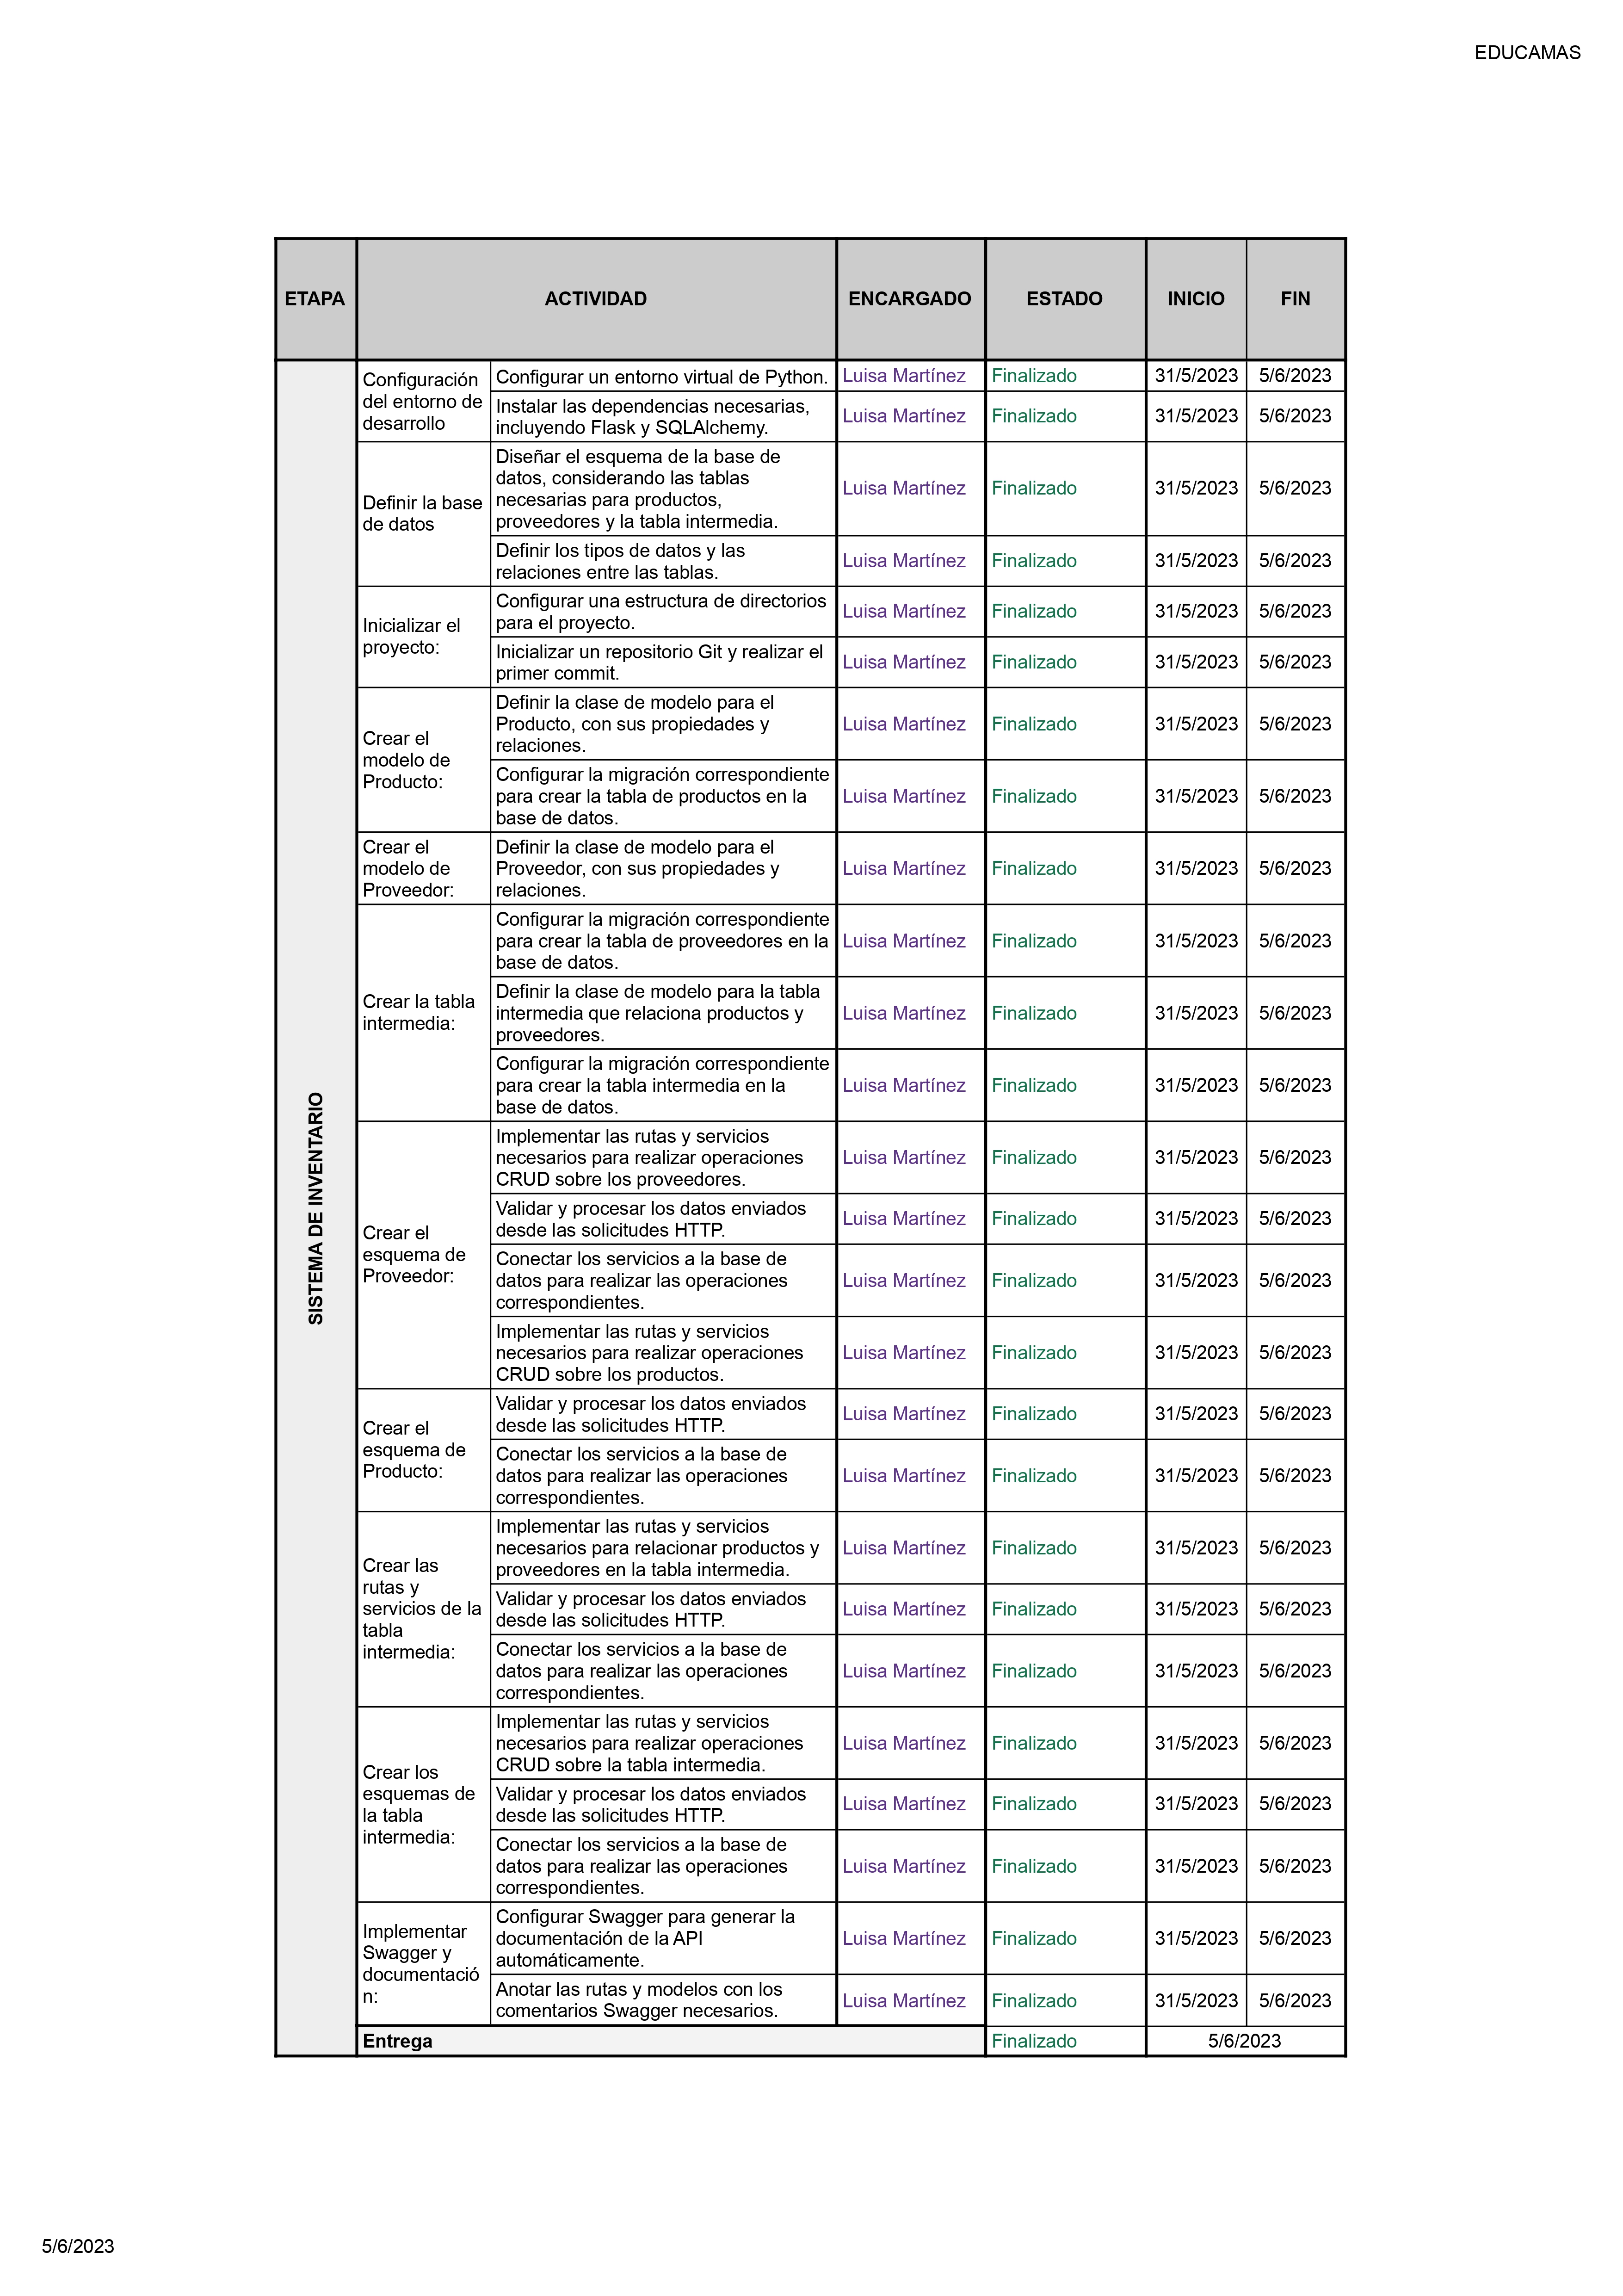 EDUCAMAS
ETAPA ACTIVIDAD ENCARGADO ESTADO INICIO FIN
SISTEMA DE INVENTARIO
Configuración
del entorno de
desarrollo
Configurar un entorno virtual de Python. Luisa Martínez Finalizado 31/5/2023 5/6/2023
Instalar las dependencias necesarias,
incluyendo Flask y SQLAlchemy. Luisa Martínez Finalizado 31/5/2023 5/6/2023
Definir la base
de datos
Diseñar el esquema de la base de
datos, considerando las tablas
necesarias para productos,
proveedores y la tabla intermedia. Luisa Martínez Finalizado 31/5/2023 5/6/2023
Definir los tipos de datos y las
relaciones entre las tablas. Luisa Martínez Finalizado 31/5/2023 5/6/2023
Inicializar el
proyecto:
Configurar una estructura de directorios
para el proyecto. Luisa Martínez Finalizado 31/5/2023 5/6/2023
Inicializar un repositorio Git y realizar el
primer commit. Luisa Martínez Finalizado 31/5/2023 5/6/2023
Crear el
modelo de
Producto:
Definir la clase de modelo para el
Producto, con sus propiedades y
relaciones. Luisa Martínez Finalizado 31/5/2023 5/6/2023
Configurar la migración correspondiente
para crear la tabla de productos en la
base de datos. Luisa Martínez Finalizado 31/5/2023 5/6/2023
Crear el
modelo de
Proveedor:
Definir la clase de modelo para el
Proveedor, con sus propiedades y
relaciones. Luisa Martínez Finalizado 31/5/2023 5/6/2023
Crear la tabla
intermedia:
Configurar la migración correspondiente
para crear la tabla de proveedores en la
base de datos. Luisa Martínez Finalizado 31/5/2023 5/6/2023
Definir la clase de modelo para la tabla
intermedia que relaciona productos y
proveedores. Luisa Martínez Finalizado 31/5/2023 5/6/2023
Configurar la migración correspondiente
para crear la tabla intermedia en la
base de datos. Luisa Martínez Finalizado 31/5/2023 5/6/2023
Crear el
esquema de
Proveedor:
Implementar las rutas y servicios
necesarios para realizar operaciones
CRUD sobre los proveedores. Luisa Martínez Finalizado 31/5/2023 5/6/2023
Validar y procesar los datos enviados
desde las solicitudes HTTP. Luisa Martínez Finalizado 31/5/2023 5/6/2023
Conectar los servicios a la base de
datos para realizar las operaciones
correspondientes. Luisa Martínez Finalizado 31/5/2023 5/6/2023
Implementar las rutas y servicios
necesarios para realizar operaciones
CRUD sobre los productos. Luisa Martínez Finalizado 31/5/2023 5/6/2023
Crear el
esquema de
Producto:
Validar y procesar los datos enviados
desde las solicitudes HTTP. Luisa Martínez Finalizado 31/5/2023 5/6/2023
Conectar los servicios a la base de
datos para realizar las operaciones
correspondientes. Luisa Martínez Finalizado 31/5/2023 5/6/2023
Crear las
rutas y
servicios de la
tabla
intermedia:
Implementar las rutas y servicios
necesarios para relacionar productos y
proveedores en la tabla intermedia. Luisa Martínez Finalizado 31/5/2023 5/6/2023
Validar y procesar los datos enviados
desde las solicitudes HTTP. Luisa Martínez Finalizado 31/5/2023 5/6/2023
Conectar los servicios a la base de
datos para realizar las operaciones
correspondientes. Luisa Martínez Finalizado 31/5/2023 5/6/2023
Crear los
esquemas de
la tabla
intermedia:
Implementar las rutas y servicios
necesarios para realizar operaciones
CRUD sobre la tabla intermedia. Luisa Martínez Finalizado 31/5/2023 5/6/2023
Validar y procesar los datos enviados
desde las solicitudes HTTP. Luisa Martínez Finalizado 31/5/2023 5/6/2023
Conectar los servicios a la base de
datos para realizar las operaciones
correspondientes. Luisa Martínez Finalizado 31/5/2023 5/6/2023
Implementar
Swagger y
documentació
n:
Configurar Swagger para generar la
documentación de la API
automáticamente. Luisa Martínez Finalizado 31/5/2023 5/6/2023
Anotar las rutas y modelos con los
comentarios Swagger necesarios. Luisa Martínez Finalizado 31/5/2023 5/6/2023
Entrega Finalizado 5/6/2023
5/6/2023